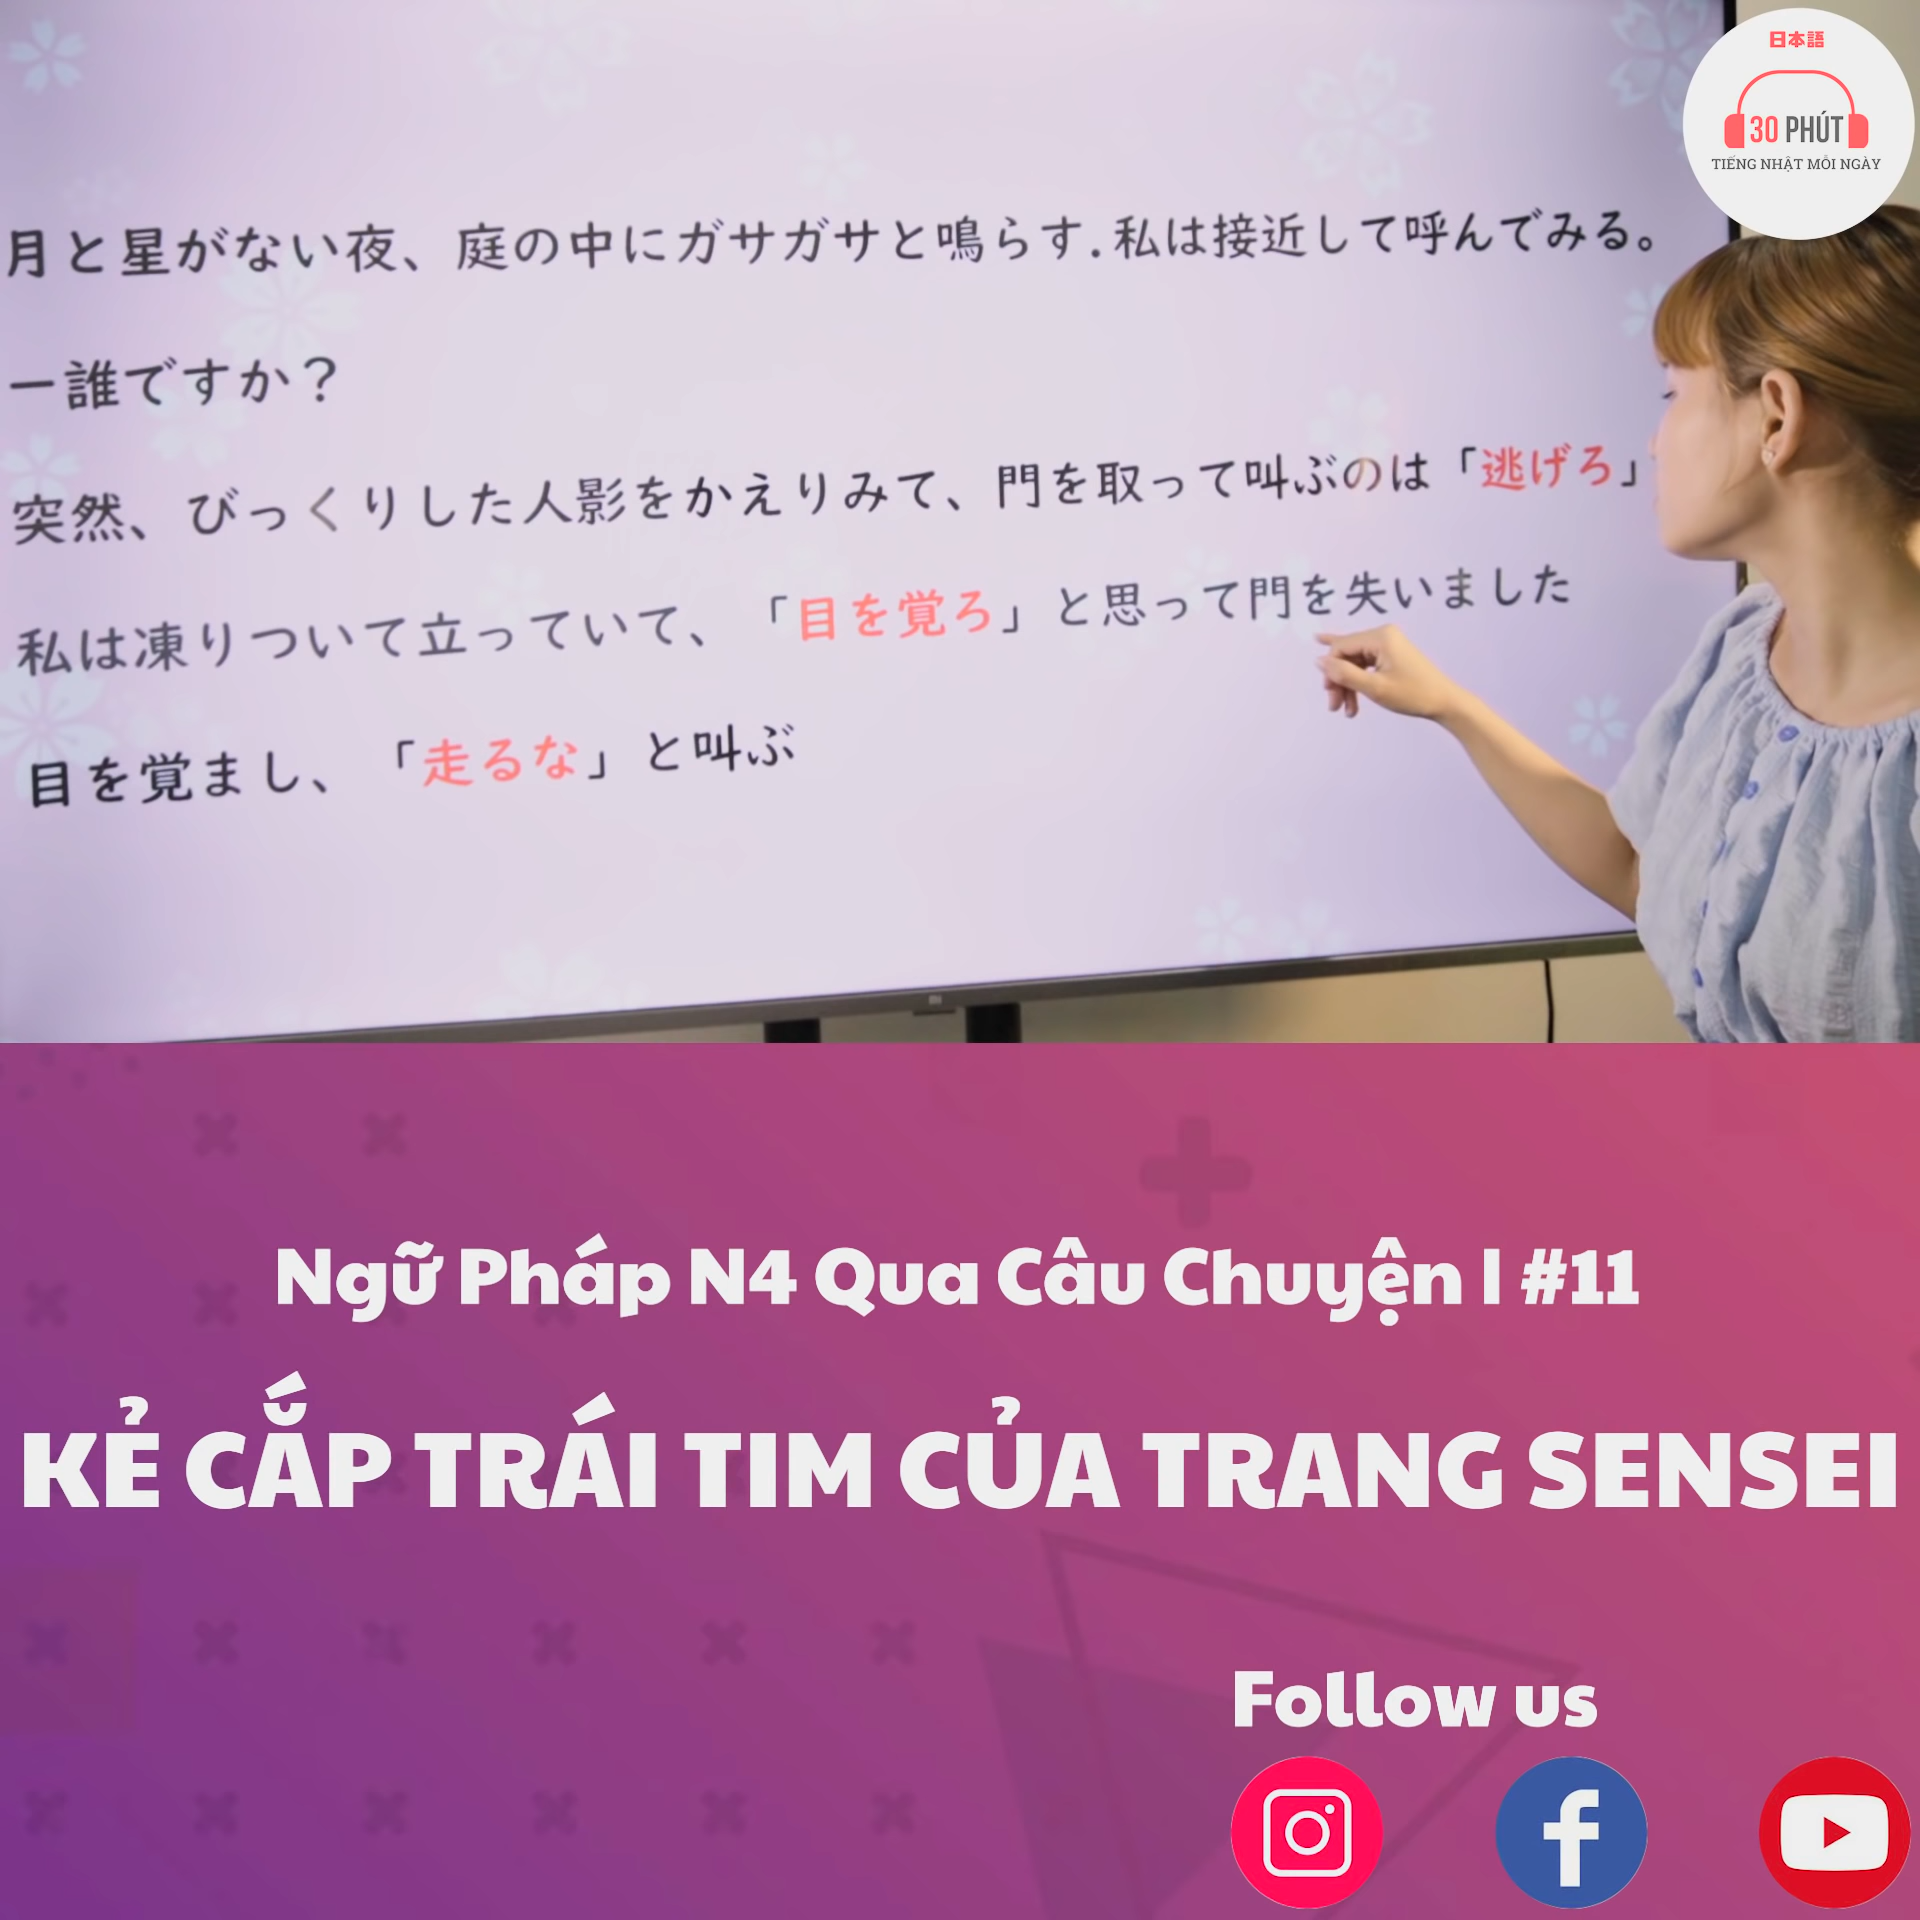 日本語
30 PHÚT
TIẾNG NHẬT MỖI NGÀY
月と星がない夜、庭の中にガサガサと鳴らす.私は接近して呼んでみる。
ー誰ですか？
突然、びっくりした人影をかえりみて、門を取って叫ぶのは「逃げろ」
私は凍りついて立っていて、「目を覚ろ」と思って門を失いました
目を覚まし、「走るな」と叫ぶ
Ngữ Pháp N4 Qua Câu Chuyện I #11
KẺ CẮP TRÁI TIM CỦA TRANG SENSEI
Follow us